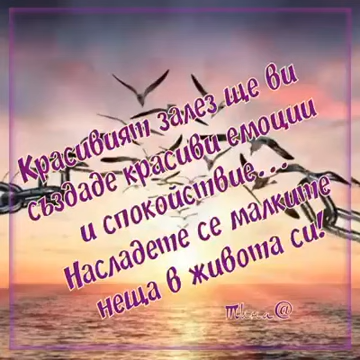 Красивият залез ще ви
създаде красиви емоции
и спокойствие...
Насладете се малките
неща в живота си!